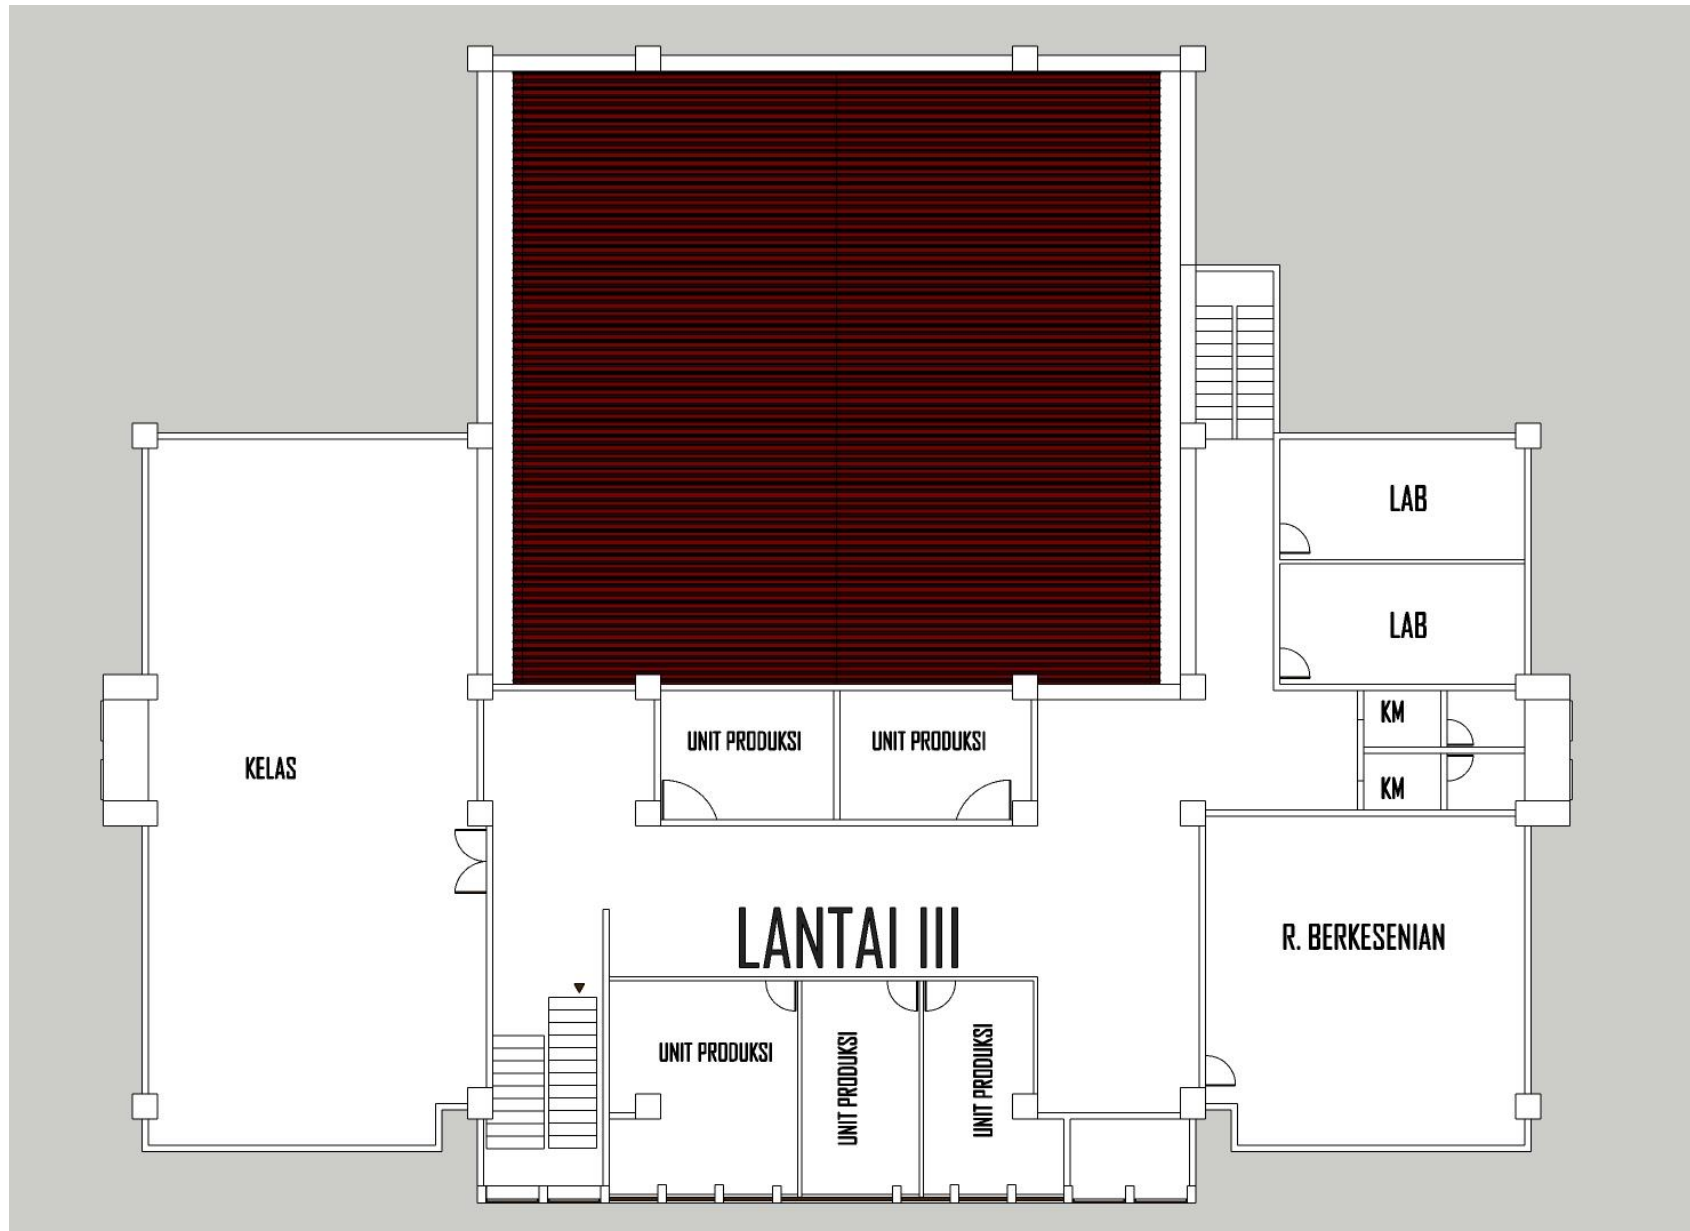 LAB
LAB
KM
UNIT PRODUKSI
UNIT PRODUKSI
KELAS
KM
LANTAI III
R. BERKESENIAN
UNIT PRODUKSI
UNIT PRODUKSI
UNIT PRODUKSI